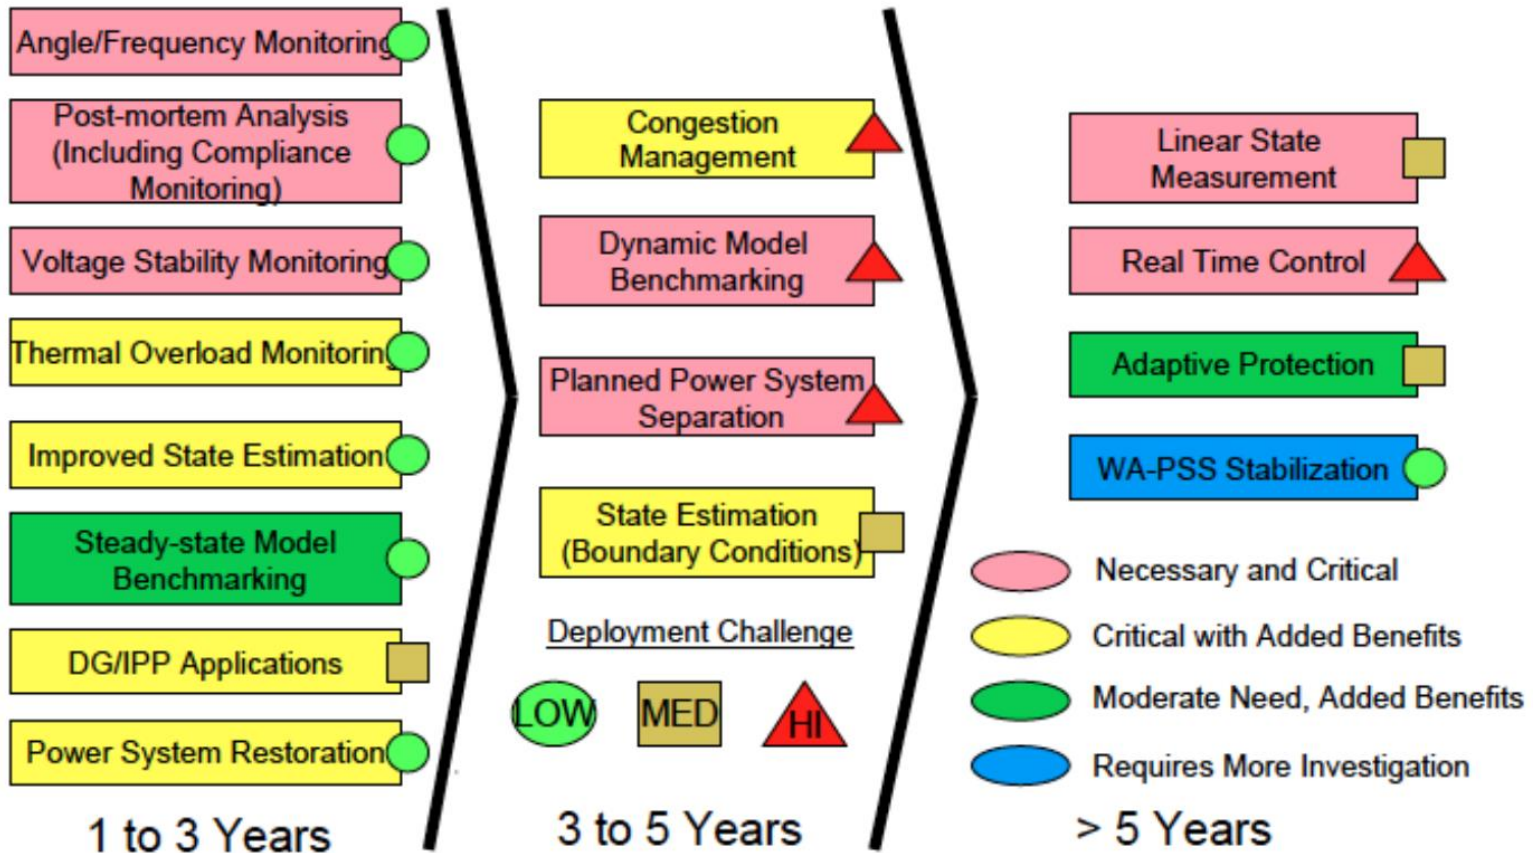 Angle/Frequency Monitoring
Post-mortem Analysis
(Including Compliance
Monitoring)
Voltage Stability Monitoring
Thermal Overload Monitoring
Improved State Estimation
Steady-state Model
Benchmarking
DG/IPP Applications
Power System Restoration
1 to 3 Years
Congestion
Management
Dynamic Model
Benchmarking
Planned Power System
Separation
State Estimation
(Boundary Conditions)
Deployment Challenge
LOW
MED
HI
3 to 5 Years
Linear State
Measurement
Real Time Control
Adaptive Protection
WA-PSS Stabilization
Necessary and Critical
Critical with Added Benefits
Moderate Need, Added Benefits
Requires More Investigation
> 5 Years